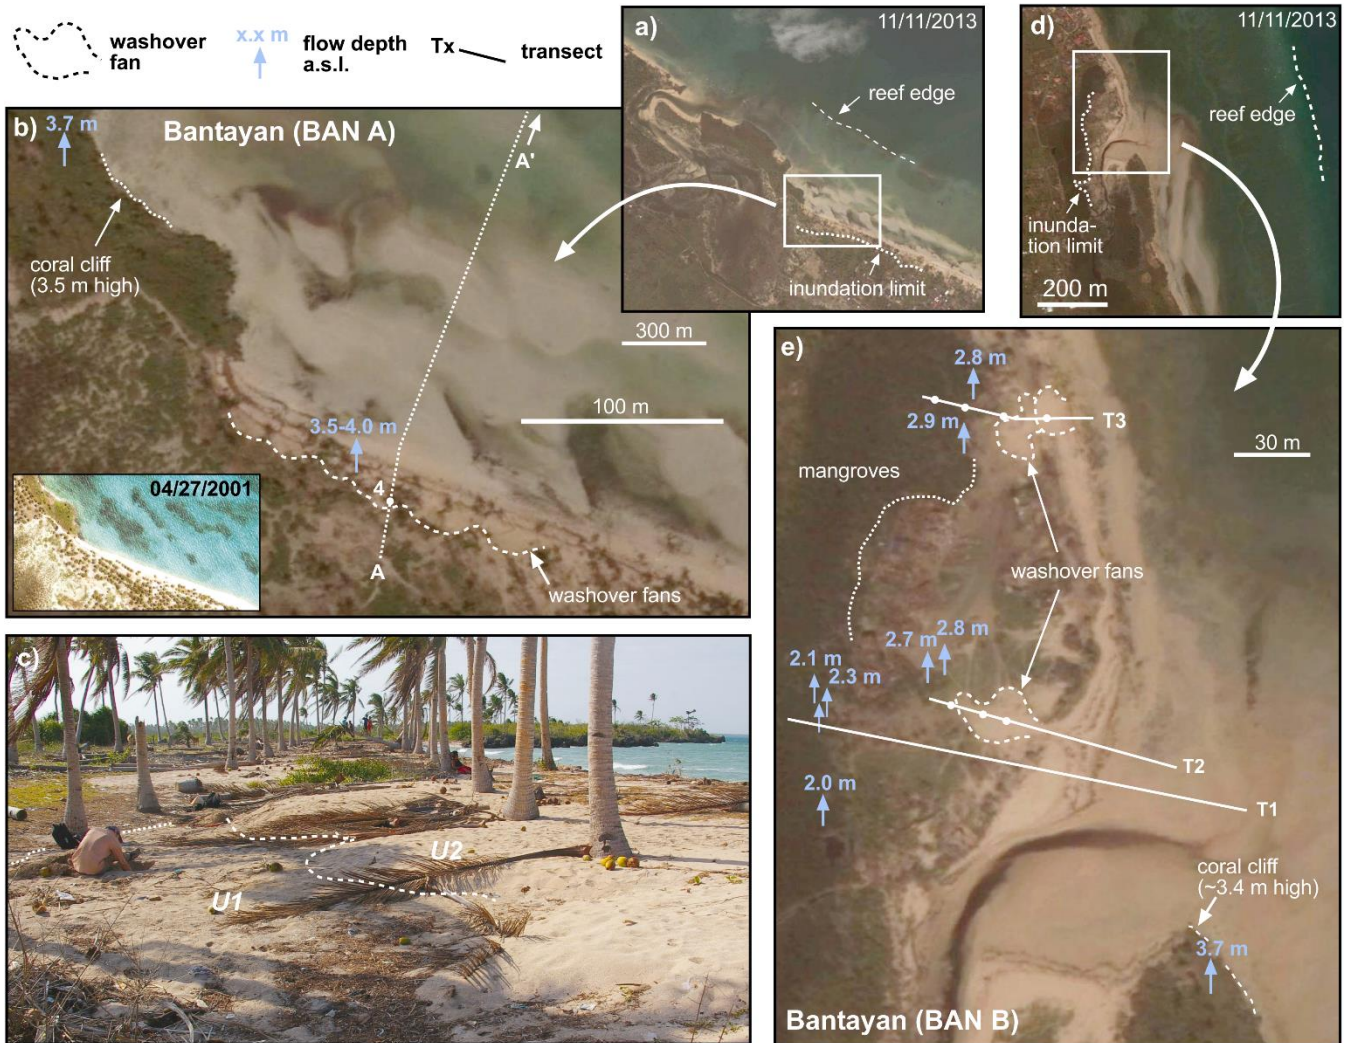 washover
fan
x.x m
flow depth
a.s.l.
Tx
transect
a)
11/11/2013
reef edge
inundation limit
300 m
d)
11/11/2013
reef edge
inunda-
tion limit
200 m
b)
3.7 m
Bantayan (BAN A)
A'
coral cliff
(3.5 m high)
100 m
3.5-4.0 m
4
04/27/2001
A
washover fans
c)
U2
U1
e)
2.8 m
T3
2.9 m
30 m
mangroves
washover fans
2.7 m
2.8 m
2.1 m
2.3 m
T2
2.0 m
T1
coral cliff
(~3.4 m high)
3.7 m
Bantayan (BAN B)